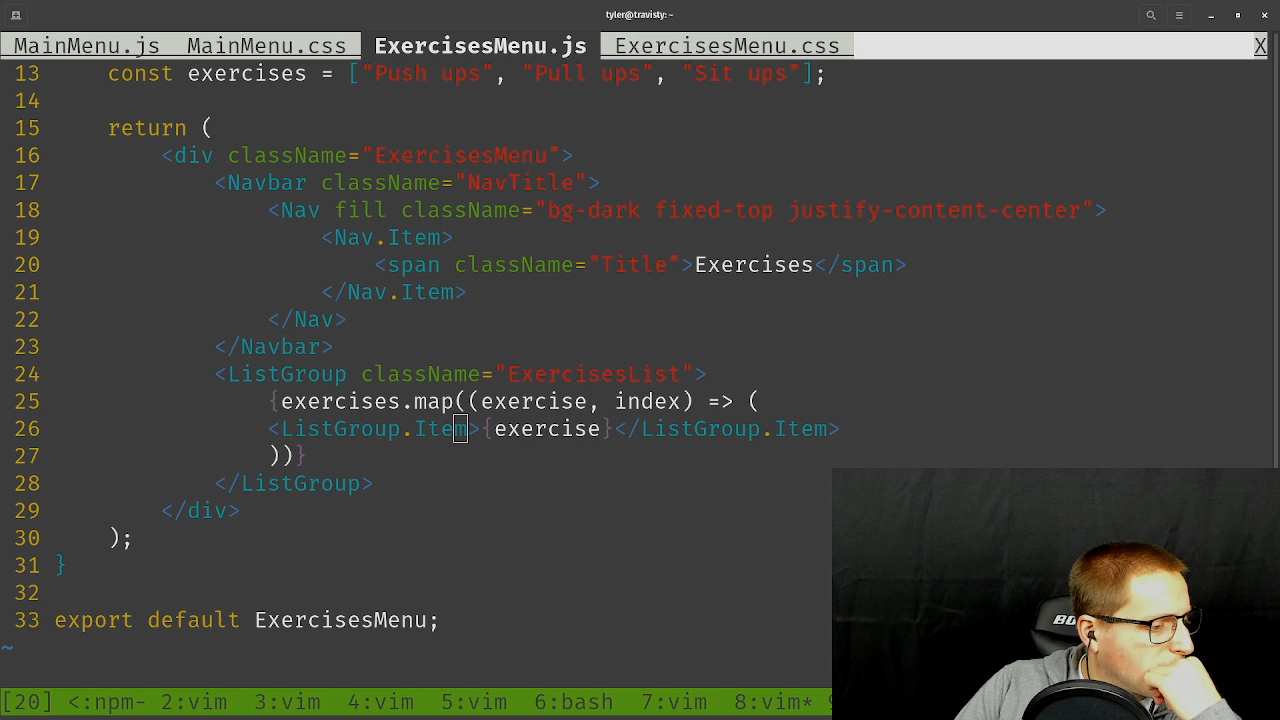 tyler@travisty:~
MainMenu.js MainMenu.css ExercisesMenu.js ExercisesMenu.css X
13 const exercises = ["Push ups", "Pull ups", "Sit ups"];
14
15 return (
16 <div className="ExercisesMenu">
17 <Navbar className="NavTitle">
18 <Nav fill className="bg-dark fixed-top justify-content-center">
19 <Nav.Item>
20 <span className="Title">Exercises</span>
21 </Nav.Item>
22 </Nav>
23 </Navbar>
24 <ListGroup className="ExercisesList">
25 {exercises.map((exercise, index) => (
26 <ListGroup.Item>{exercise}</ListGroup.Item>
27 ))}
28 </ListGroup>
29 </div>
30 );
31 }
32
33 export default ExercisesMenu;
~
[20] <:npm- 2:vim 3:vim 4:vim 5:vim 6:bash 7:vim 8:vim*